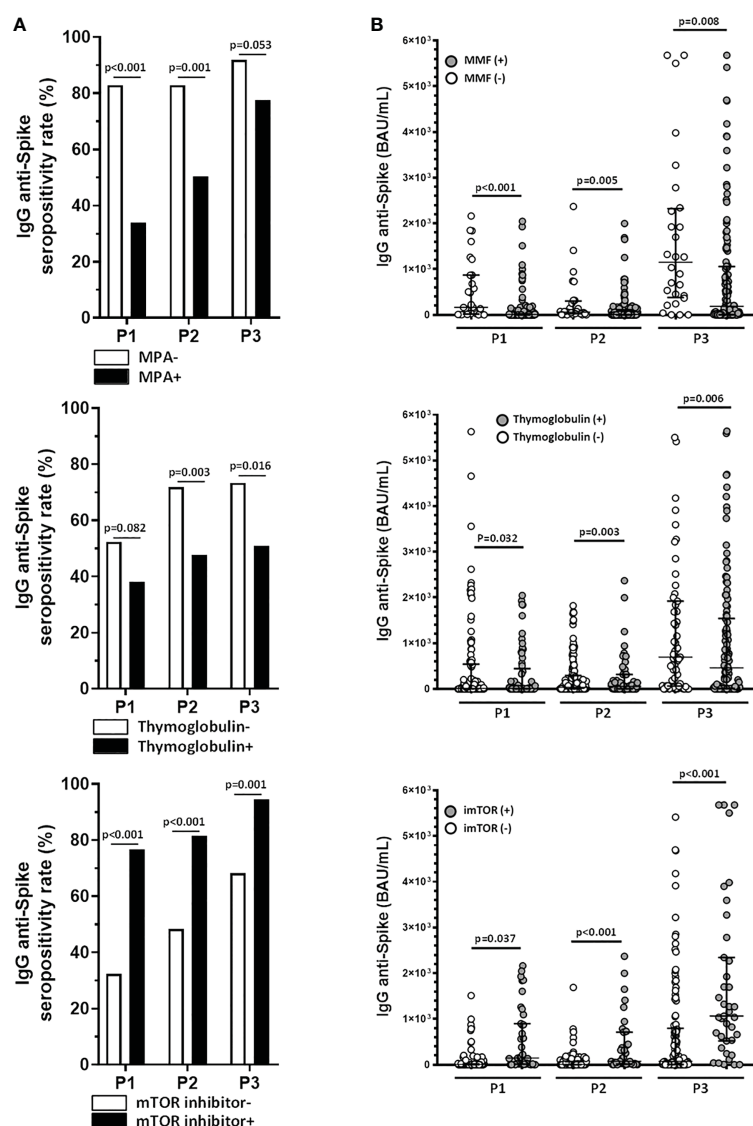 A
IgG anti-Spike
seropositivity rate (%)
100
80
60
40
20
0
p<0.001
p=0.001
p=0.053
P1
P2
P3
MPA-
MPA+
IgG anti-Spike
seropositivity rate (%)
100
80
60
40
20
0
p=0.082
p=0.003
p=0.016
P1
P2
P3
Thymoglobulin-
Thymoglobulin+
IgG anti-Spike
seropositivity rate (%)
100
80
60
40
20
0
p<0.001
p<0.001
p=0.001
P1
P2
P3
mTOR inhibitor-
mTOR inhibitor+
B
IgG anti-Spike (BAU/mL)
6×10³
5×10³
4×10³
3×10³
2×10³
1×10³
0
MMF (+)
MMF (-)
p<0.001
p=0.005
p=0.008
P1
P2
P3
IgG anti-Spike (BAU/mL)
6×10³
5×10³
4×10³
3×10³
2×10³
1×10³
0
Thymoglobulin (+)
Thymoglobulin (-)
P=0.032
p=0.003
p=0.006
P1
P2
P3
IgG anti-Spike (BAU/mL)
6×10³
5×10³
4×10³
3×10³
2×10³
1×10³
0
imTOR (+)
imTOR (-)
p=0.037
p<0.001
p<0.001
P1
P2
P3